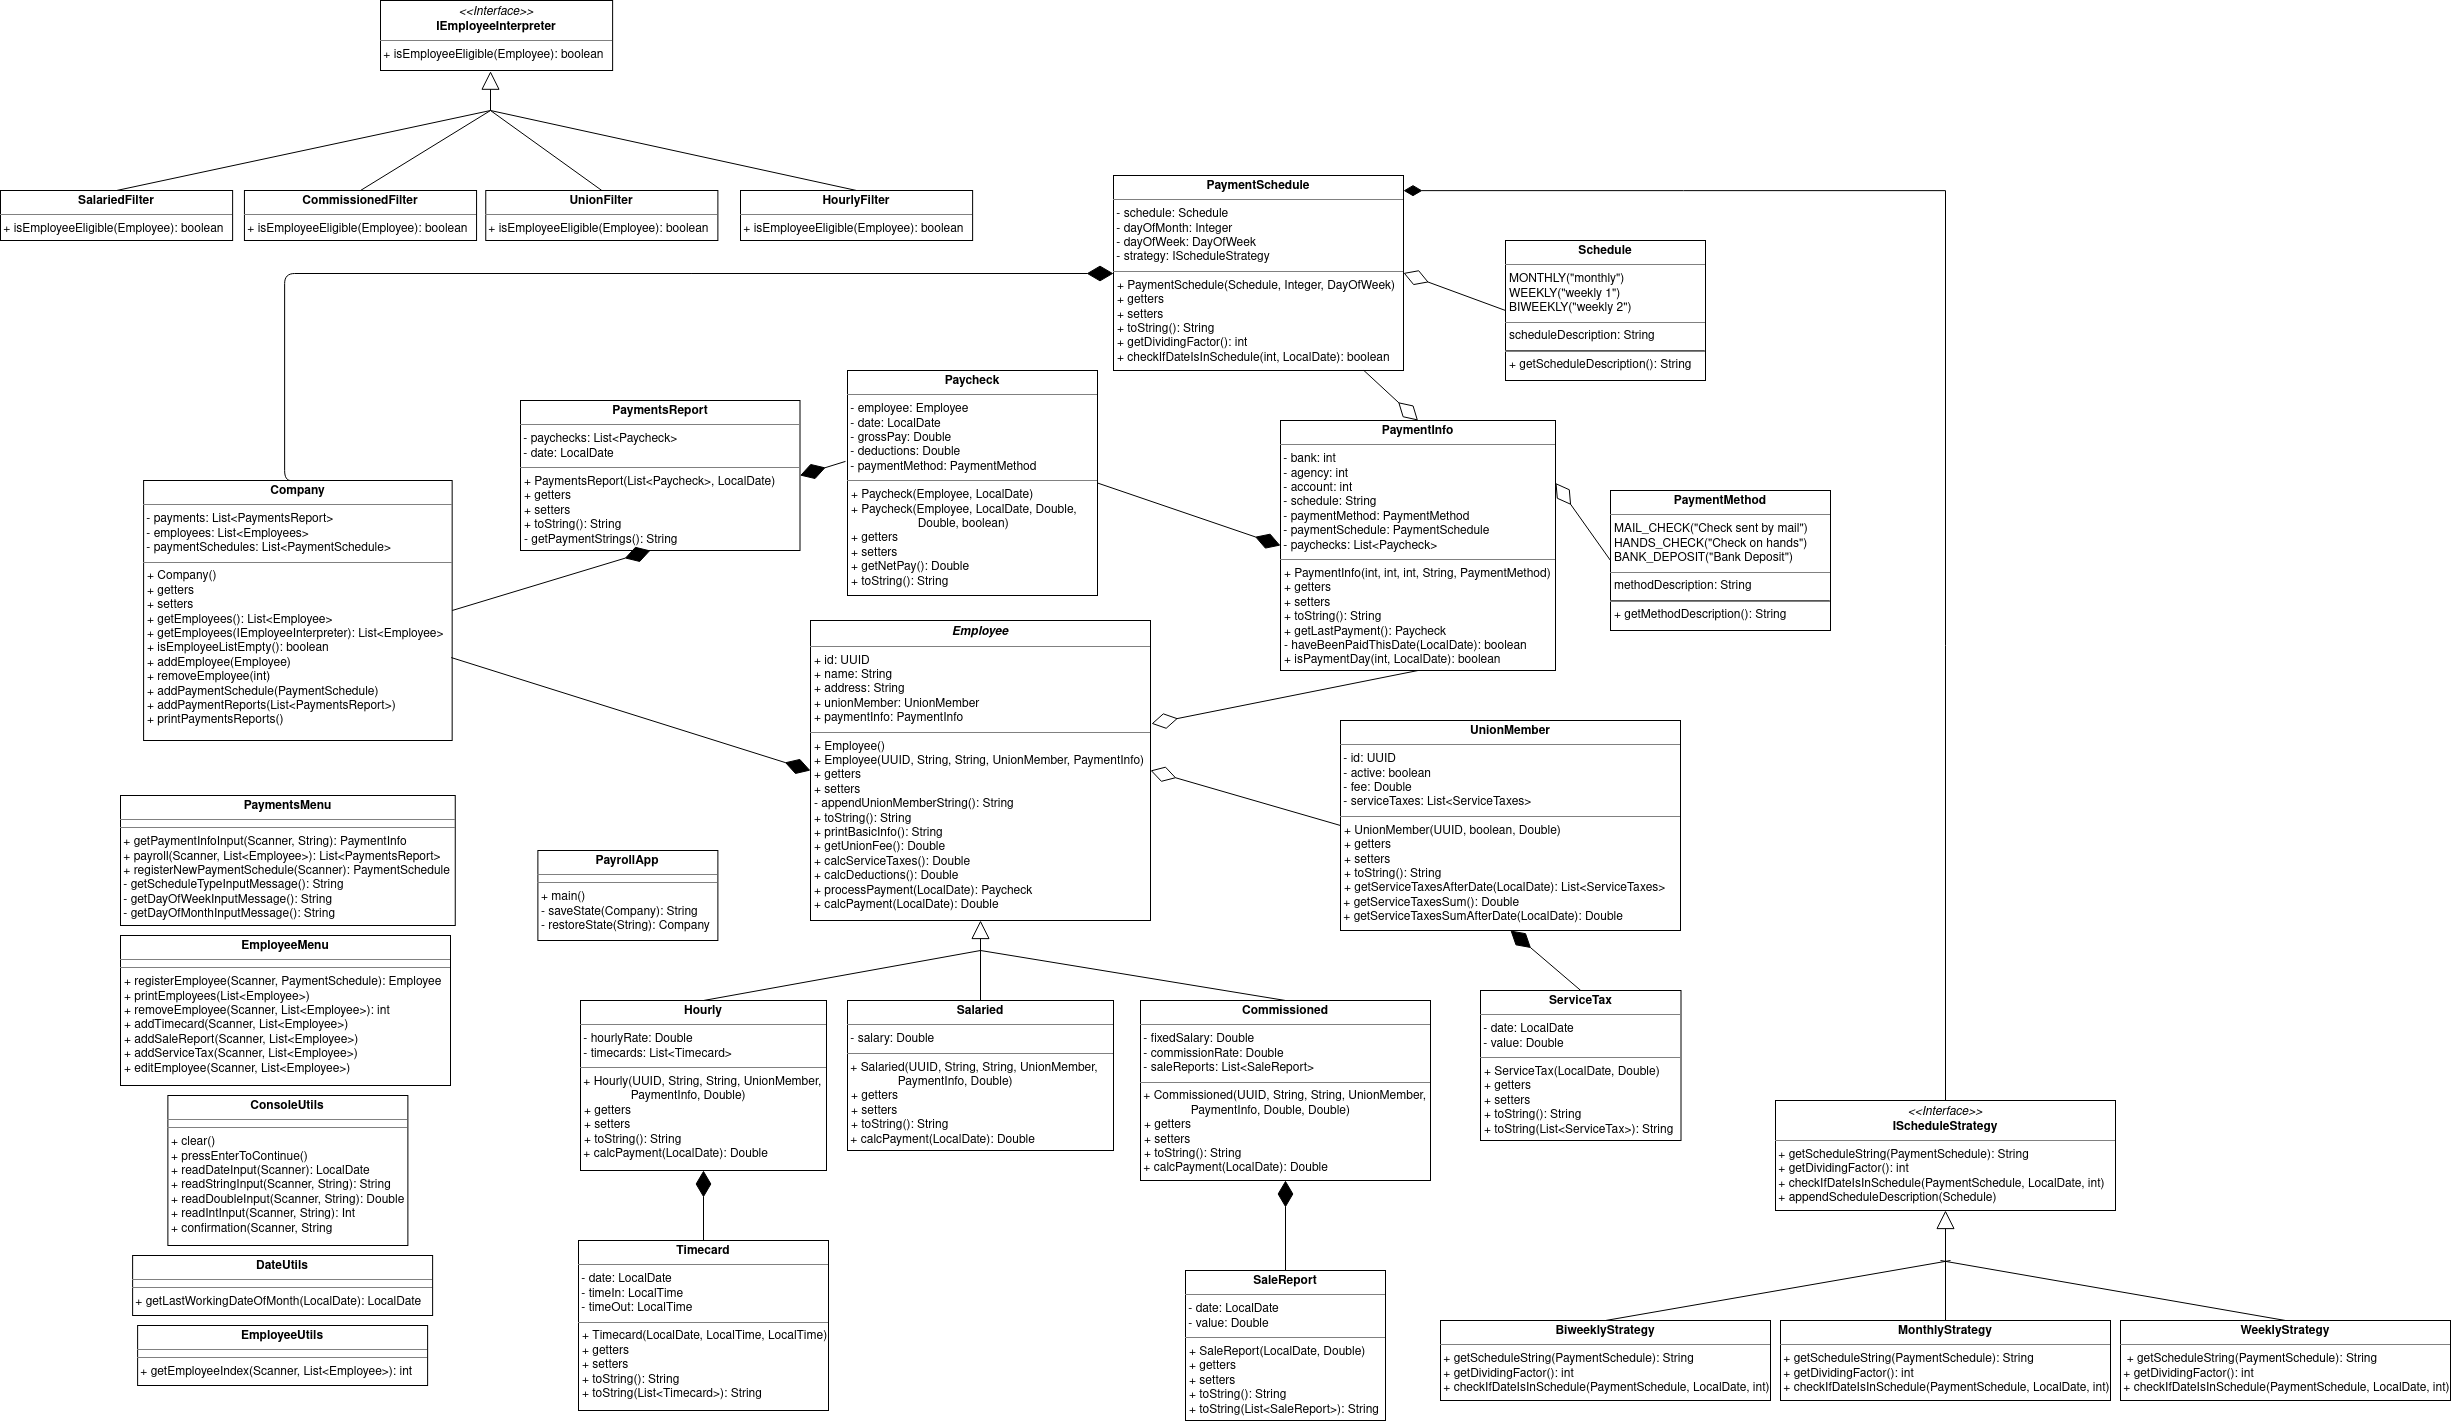 <<Interface>>
IEmployeeInterpreter
+ isEmployeeEligible(Employee): boolean
SalariedFilter
+ isEmployeeEligible(Employee): boolean
CommissionedFilter
+ isEmployeeEligible(Employee): boolean
UnionFilter
+ isEmployeeEligible(Employee): boolean
HourlyFilter
+ isEmployeeEligible(Employee): boolean
PaymentSchedule
- schedule: Schedule
- dayOfMonth: Integer
- dayOfWeek: DayOfWeek
- strategy: IScheduleStrategy
+ PaymentSchedule(Schedule, Integer, DayOfWeek)
+ getters
+ setters
+ toString(): String
+ getDividingFactor(): int
+ checkIfDateIsInSchedule(int, LocalDate): boolean
Schedule
MONTHLY("monthly")
WEEKLY("weekly 1")
BIWEEKLY("weekly 2")
scheduleDescription: String
+ getScheduleDescription(): String
Paycheck
- employee: Employee
- date: LocalDate
- grossPay: Double
- deductions: Double
- paymentMethod: PaymentMethod
+ Paycheck(Employee, LocalDate)
+ Paycheck(Employee, LocalDate, Double,
Double, boolean)
+ getters
+ setters
+ getNetPay(): Double
+ toString(): String
PaymentsReport
- paychecks: List<Paycheck>
- date: LocalDate
+ PaymentsReport(List<Paycheck>, LocalDate)
+ getters
+ setters
+ toString(): String
- getPaymentStrings(): String
PaymentInfo
- bank: int
- agency: int
- account: int
- schedule: String
- paymentMethod: PaymentMethod
- paymentSchedule: PaymentSchedule
- paychecks: List<Paycheck>
+ PaymentInfo(int, int, int, String, PaymentMethod)
+ getters
+ setters
+ toString(): String
+ getLastPayment(): Paycheck
- haveBeenPaidThisDate(LocalDate): boolean
+ isPaymentDay(int, LocalDate): boolean
PaymentMethod
MAIL_CHECK("Check sent by mail")
HANDS_CHECK("Check on hands")
BANK_DEPOSIT("Bank Deposit")
methodDescription: String
+ getMethodDescription(): String
Company
- payments: List<PaymentsReport>
- employees: List<Employees>
- paymentSchedules: List<PaymentSchedule>
+ Company()
+ getters
+ setters
+ getEmployees(): List<Employee>
+ getEmployees(IEmployeeInterpreter): List<Employee>
+ isEmployeeListEmpty(): boolean
+ addEmployee(Employee)
+ removeEmployee(int)
+ addPaymentSchedule(PaymentSchedule)
+ addPaymentReports(List<PaymentsReport>)
+ printPaymentsReports()
Employee
+ id: UUID
+ name: String
+ address: String
+ unionMember: UnionMember
+ paymentInfo: PaymentInfo
+ Employee()
+ Employee(UUID, String, String, UnionMember, PaymentInfo)
+ getters
+ setters
- appendUnionMemberString(): String
+ toString(): String
+ printBasicInfo(): String
+ getUnionFee(): Double
+ calcServiceTaxes(): Double
+ calcDeductions(): Double
+ processPayment(LocalDate): Paycheck
+ calcPayment(LocalDate): Double
UnionMember
- id: UUID
- active: boolean
- fee: Double
- serviceTaxes: List<ServiceTaxes>
+ UnionMember(UUID, boolean, Double)
+ getters
+ setters
+ toString(): String
+ getServiceTaxesAfterDate(LocalDate): List<ServiceTaxes>
+ getServiceTaxesSum(): Double
+ getServiceTaxesSumAfterDate(LocalDate): Double
PaymentsMenu
+ getPaymentInfoInput(Scanner, String): PaymentInfo
+ payroll(Scanner, List<Employee>): List<PaymentsReport>
+ registerNewPaymentSchedule(Scanner): PaymentSchedule
- getScheduleTypeInputMessage(): String
- getDayOfWeekInputMessage(): String
- getDayOfMonthInputMessage(): String
PayrollApp
+ main()
- saveState(Company): String
- restoreState(String): Company
EmployeeMenu
+ registerEmployee(Scanner, PaymentSchedule): Employee
+ printEmployees(List<Employee>)
+ removeEmployee(Scanner, List<Employee>): int
+ addTimecard(Scanner, List<Employee>)
+ addSaleReport(Scanner, List<Employee>)
+ addServiceTax(Scanner, List<Employee>)
+ editEmployee(Scanner, List<Employee>)
Hourly
- hourlyRate: Double
- timecards: List<Timecard>
+ Hourly(UUID, String, String, UnionMember,
PaymentInfo, Double)
+ getters
+ setters
+ toString(): String
+ calcPayment(LocalDate): Double
Salaried
- salary: Double
+ Salaried(UUID, String, String, UnionMember,
PaymentInfo, Double)
+ getters
+ setters
+ toString(): String
+ calcPayment(LocalDate): Double
Commissioned
- fixedSalary: Double
- commissionRate: Double
- saleReports: List<SaleReport>
+ Commissioned(UUID, String, String, UnionMember,
PaymentInfo, Double, Double)
+ getters
+ setters
+ toString(): String
+ calcPayment(LocalDate): Double
ServiceTax
- date: LocalDate
- value: Double
+ ServiceTax(LocalDate, Double)
+ getters
+ setters
+ toString(): String
+ toString(List<ServiceTax>): String
ConsoleUtils
+ clear()
+ pressEnterToContinue()
+ readDateInput(Scanner): LocalDate
+ readStringInput(Scanner, String): String
+ readDoubleInput(Scanner, String): Double
+ readIntInput(Scanner, String): Int
+ confirmation(Scanner, String
<<Interface>>
IScheduleStrategy
+ getScheduleString(PaymentSchedule): String
+ getDividingFactor(): int
+ checkIfDateIsInSchedule(PaymentSchedule, LocalDate, int)
+ appendScheduleDescription(Schedule)
DateUtils
+ getLastWorkingDateOfMonth(LocalDate): LocalDate
EmployeeUtils
+ getEmployeeIndex(Scanner, List<Employee>): int
Timecard
- date: LocalDate
- timeIn: LocalTime
- timeOut: LocalTime
+ Timecard(LocalDate, LocalTime, LocalTime)
+ getters
+ setters
+ toString(): String
+ toString(List<Timecard>): String
SaleReport
- date: LocalDate
- value: Double
+ SaleReport(LocalDate, Double)
+ getters
+ setters
+ toString(): String
+ toString(List<SaleReport>): String
BiweeklyStrategy
+ getScheduleString(PaymentSchedule): String
+ getDividingFactor(): int
+ checkIfDateIsInSchedule(PaymentSchedule, LocalDate, int)
MonthlyStrategy
+ getScheduleString(PaymentSchedule): String
+ getDividingFactor(): int
+ checkIfDateIsInSchedule(PaymentSchedule, LocalDate, int)
WeeklyStrategy
+ getScheduleString(PaymentSchedule): String
+ getDividingFactor(): int
+ checkIfDateIsInSchedule(PaymentSchedule, LocalDate, int)